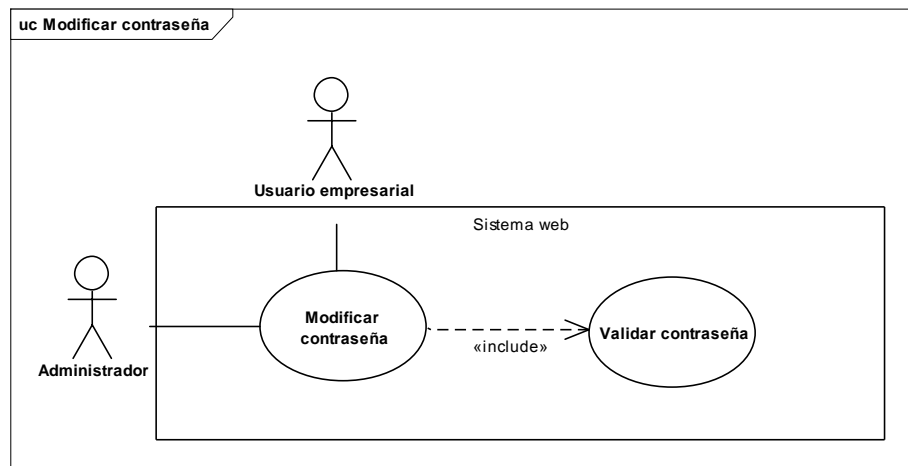 uc Modificar contraseña
Usuario empresarial
Sistema web
Administrador
Modificar
contraseña
«include»
Validar contraseña